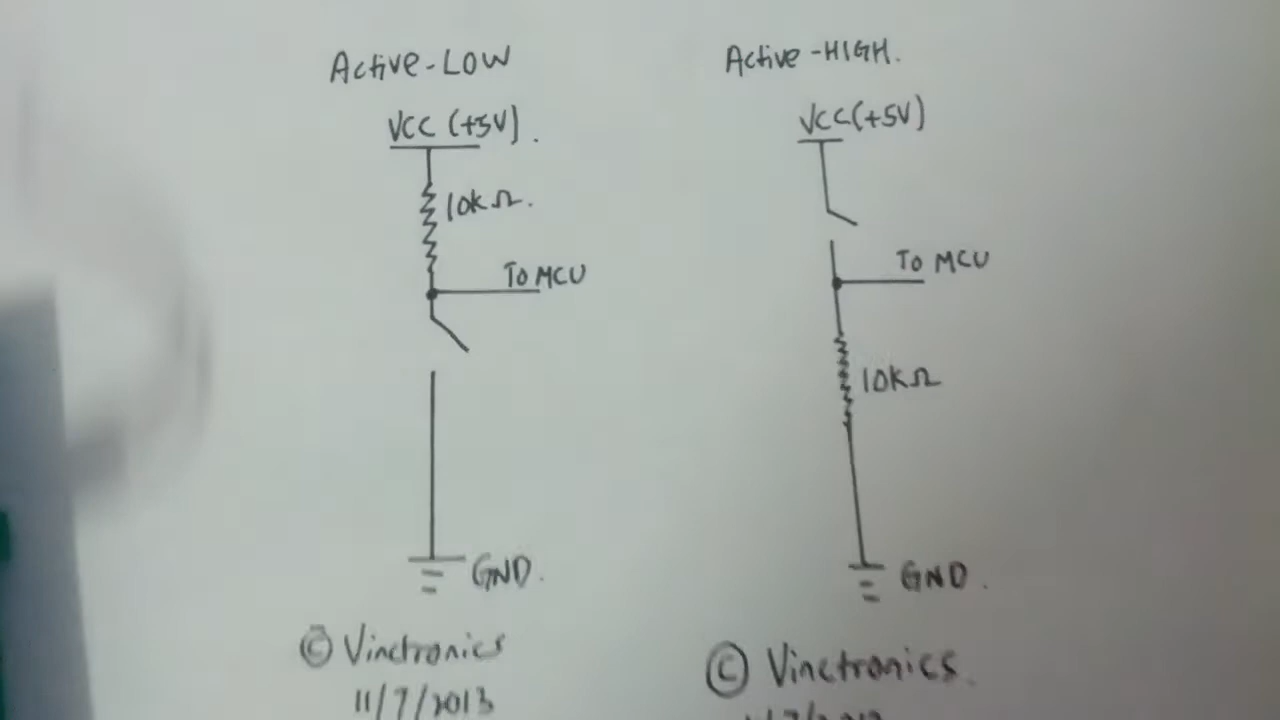 Active-LOW
VCC (+5V).
10kΩ.
To MCU
GND.
© Vinctronics
11/7/2013
Active-HIGH.
VCC(+5V)
To MCU
10kΩ
GND.
© Vinctronics.